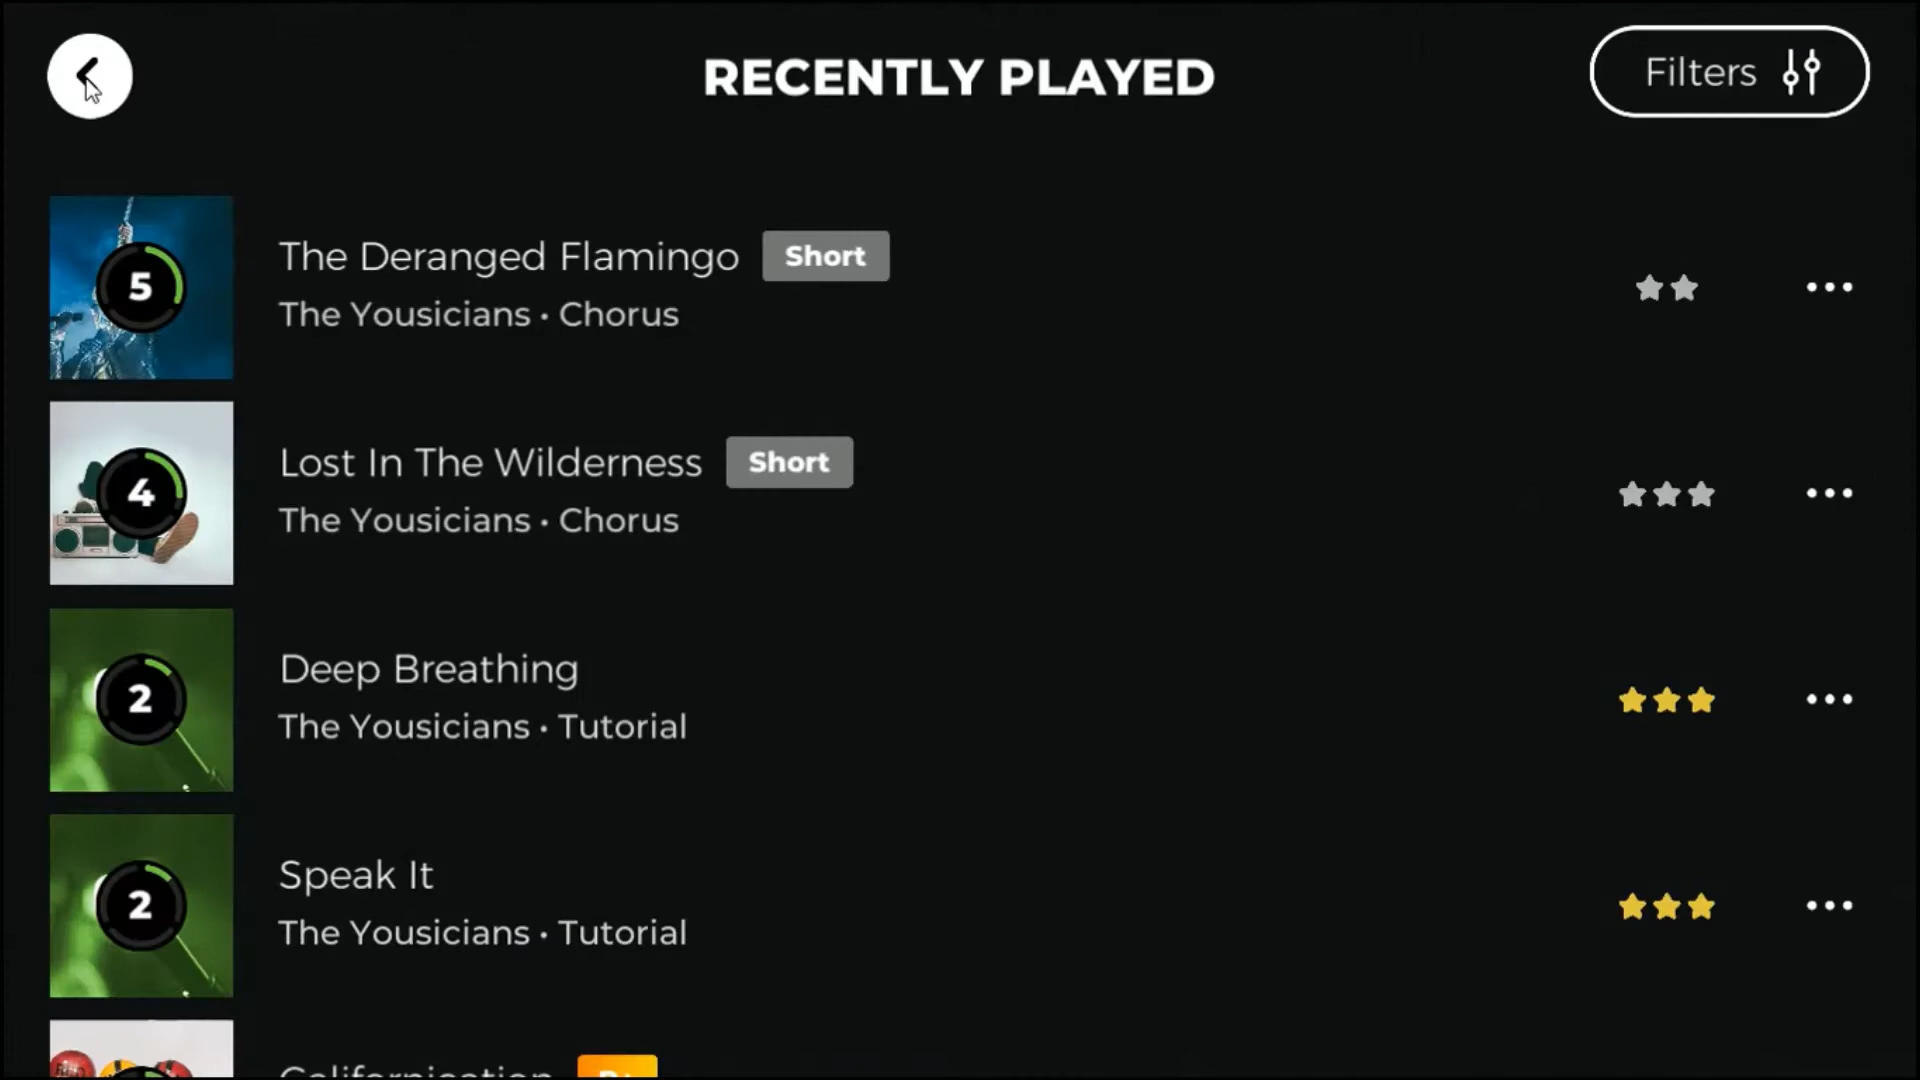 RECENTLY PLAYED
Filters
5
The Deranged Flamingo Short
The Yousicians • Chorus
4
Lost In The Wilderness Short
The Yousicians • Chorus
2
Deep Breathing
The Yousicians • Tutorial
2
Speak It
The Yousicians • Tutorial
Californication